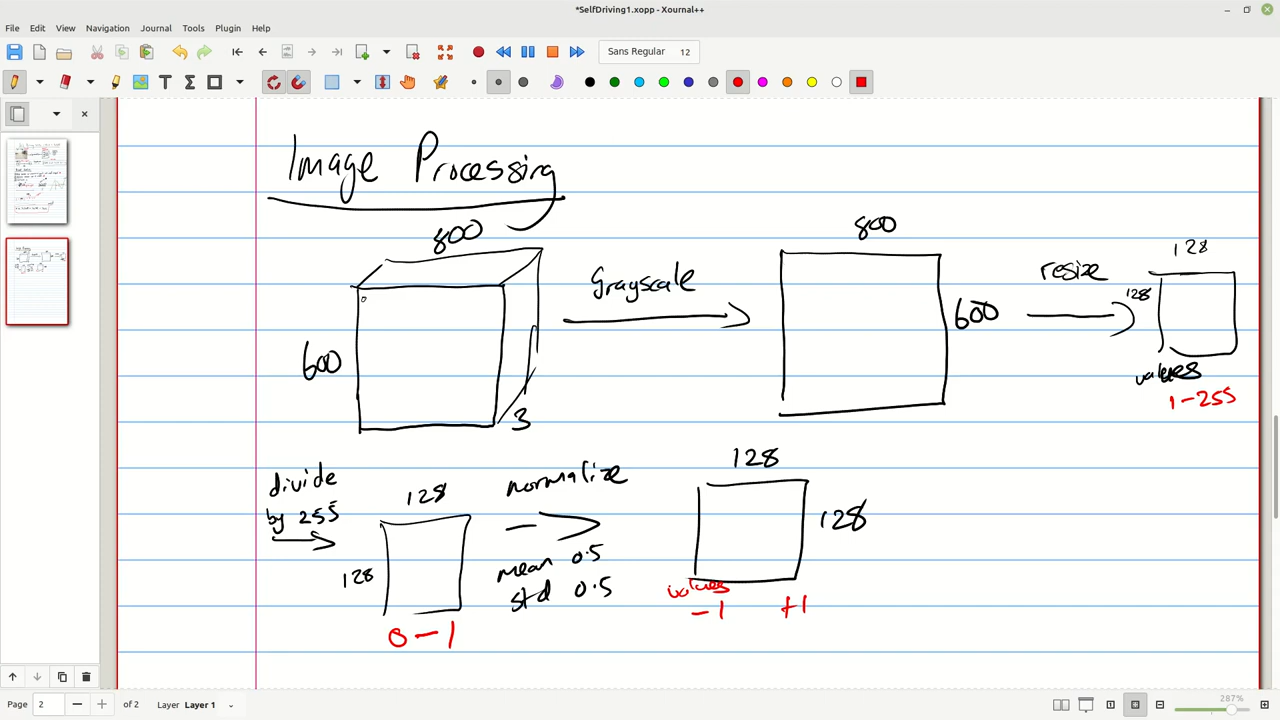 *SelfDriving1.xopp - Xournal++
File Edit View Navigation Journal Tools Plugin Help
Sans Regular 12
Image Processing
800
600
3
Grayscale
800
600
resize
128
128
values
1-255
divide
by 255
128
128
0-1
normalize
mean 0.5
std 0.5
128
128
values
-1 +1
Page 2 of 2 Layer Layer 1
287%